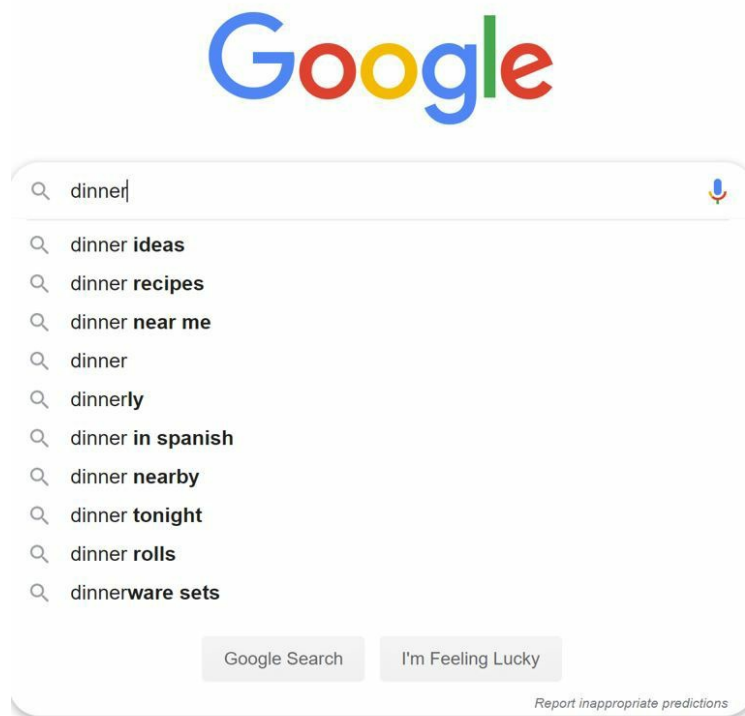 Google
dinner
dinner ideas
dinner recipes
dinner near me
dinner
dinnerly
dinner in spanish
dinner nearby
dinner tonight
dinner rolls
dinnerware sets
Google Search I'm Feeling Lucky
Report inappropriate predictions